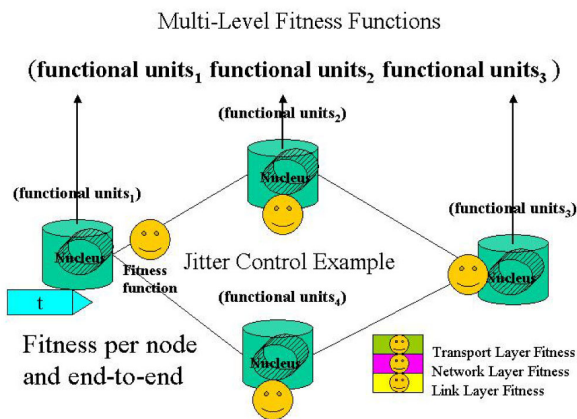 Multi-Level Fitness Functions
(functional units1 functional units2 functional units3 )
(functional units2)
(functional units1)
Nucleus
(functional units3)
Nucleus
Nucleus
Fitness
function
Jitter Control Example
t
(functional units4)
Nucleus
Fitness per node
and end-to-end
Transport Layer Fitness
Network Layer Fitness
Link Layer Fitness